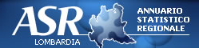 ASR
LOMBARDIA
ANNUARIO
STATISTICO
REGIONALE